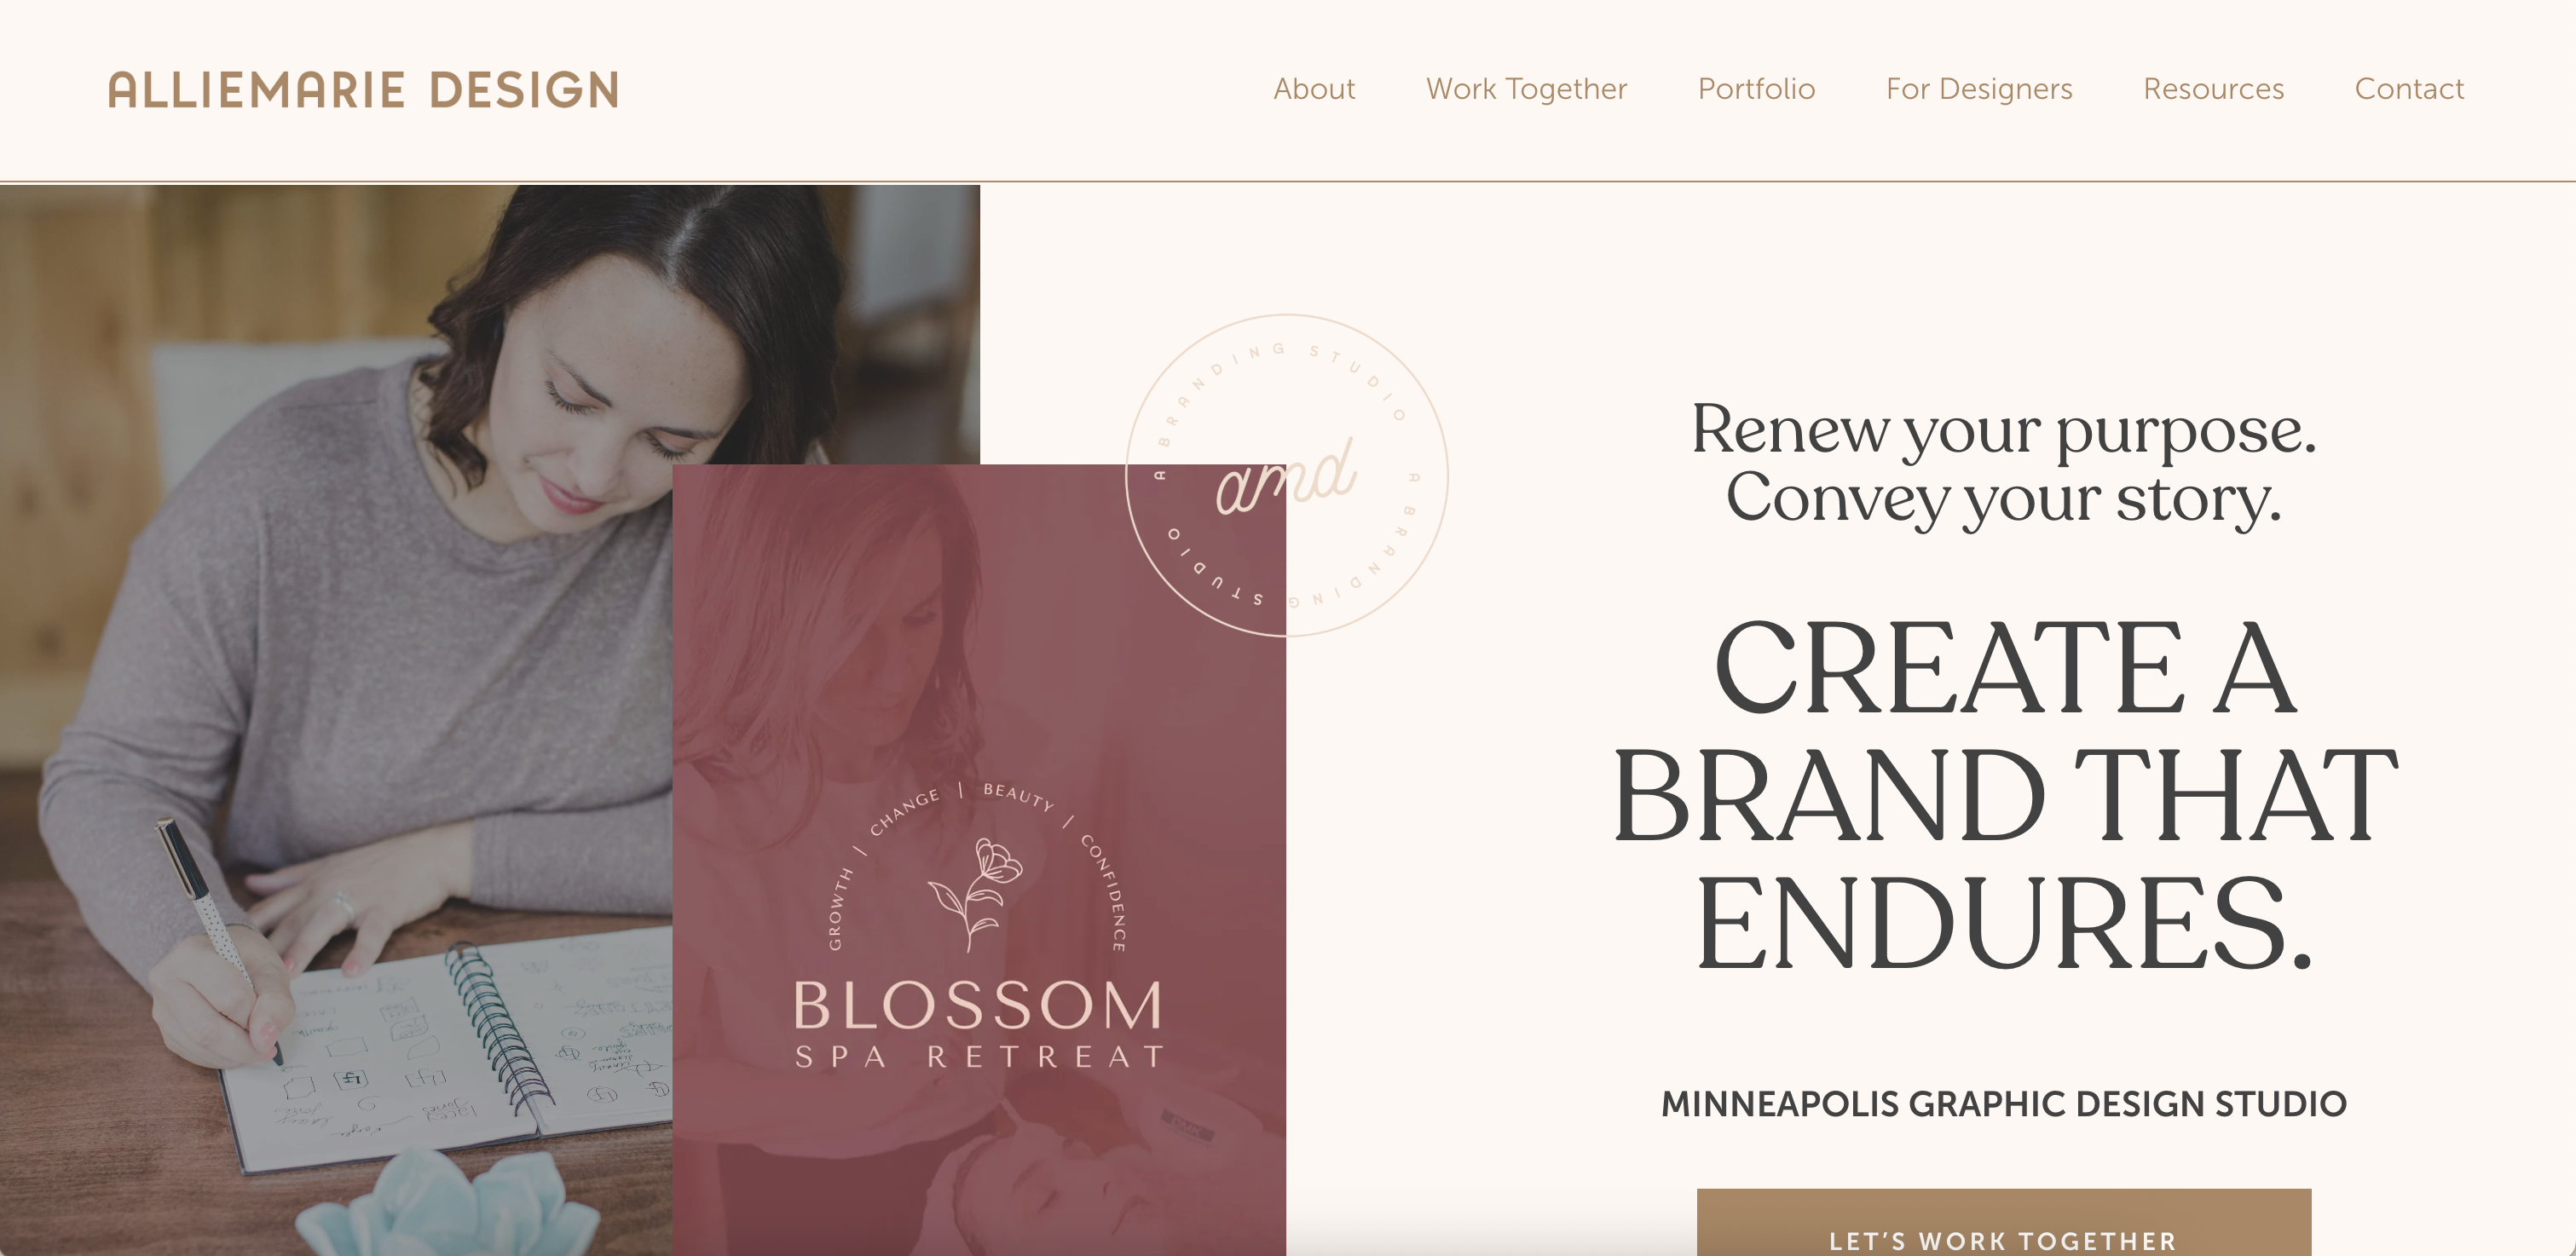 ALLIEMARIE DESIGN
About Work Together Portfolio For Designers Resources Contact
A BRANDING STUDIO A BRANDING STUDIO
amd
Renew your purpose.
Convey your story.
CREATE A
BRAND THAT
ENDURES.
MINNEAPOLIS GRAPHIC DESIGN STUDIO
LET’S WORK TOGETHER
GROWTH | CHANGE | BEAUTY | CONFIDENCE
BLOSSOM
SPA RETREAT